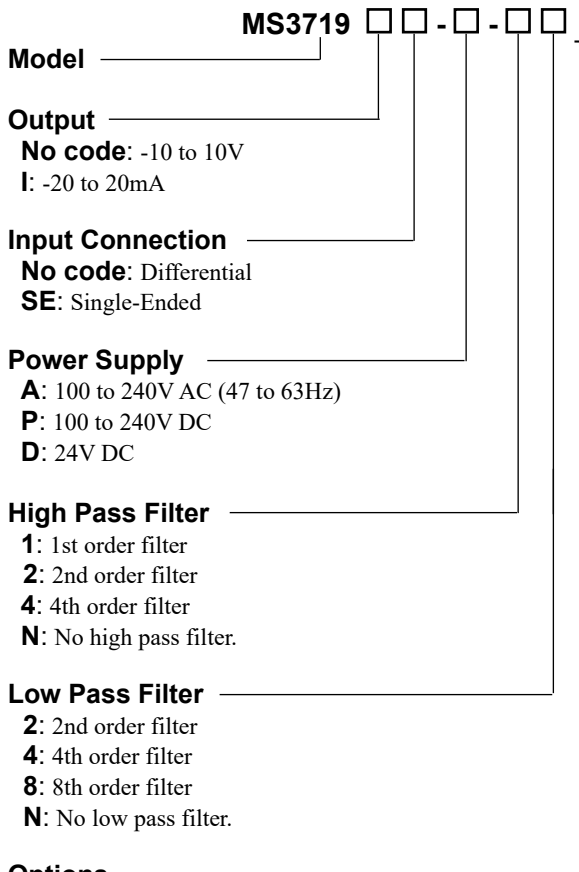 MS3719 □ □ - □ - □ □
Model
Output
No code: -10 to 10V
I: -20 to 20mA
Input Connection
No code: Differential
SE: Single-Ended
Power Supply
A: 100 to 240V AC (47 to 63Hz)
P: 100 to 240V DC
D: 24V DC
High Pass Filter
1: 1st order filter
2: 2nd order filter
4: 4th order filter
N: No high pass filter.
Low Pass Filter
2: 2nd order filter
4: 4th order filter
8: 8th order filter
N: No low pass filter.
Options